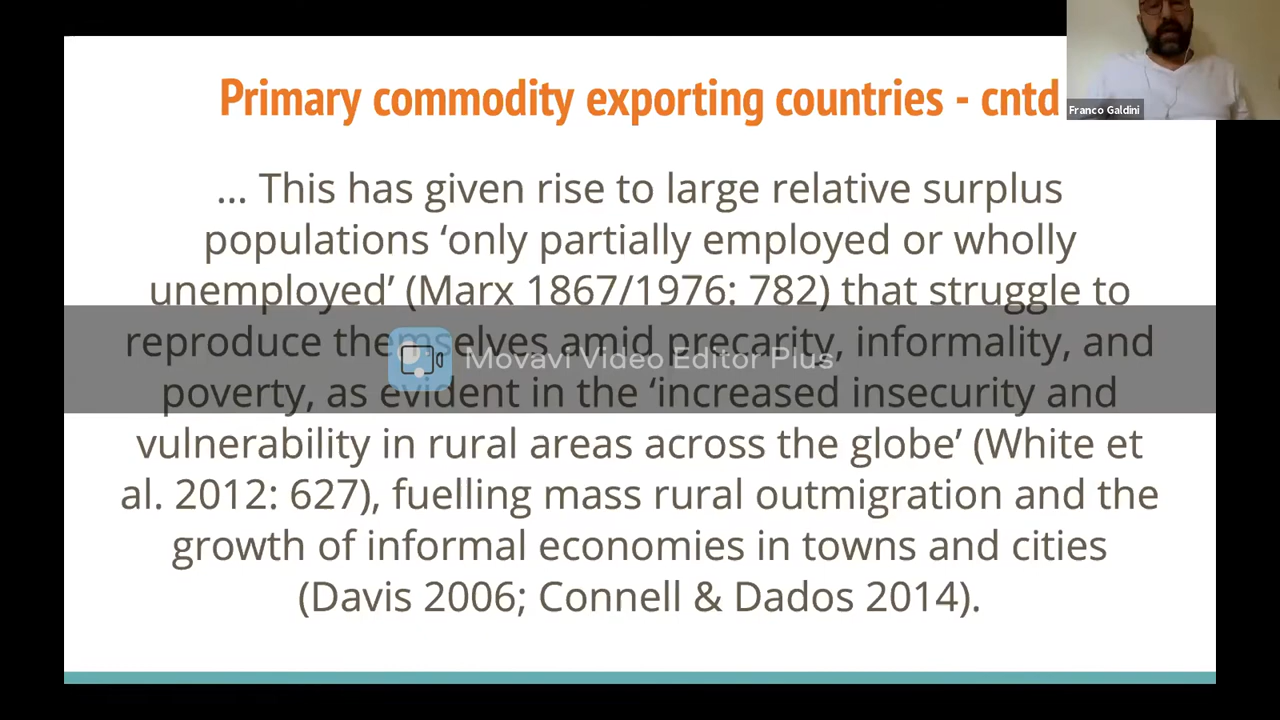 Primary commodity exporting countries - cntd
Franco Galdini
... This has given rise to large relative surplus
populations ‘only partially employed or wholly
unemployed’ (Marx 1867/1976: 782) that struggle to
reproduce themselves amid precarity, informality, and
Movavi Video Editor Plus
poverty, as evident in the ‘increased insecurity and
vulnerability in rural areas across the globe’ (White et
al. 2012: 627), fuelling mass rural outmigration and the
growth of informal economies in towns and cities
(Davis 2006; Connell & Dados 2014).